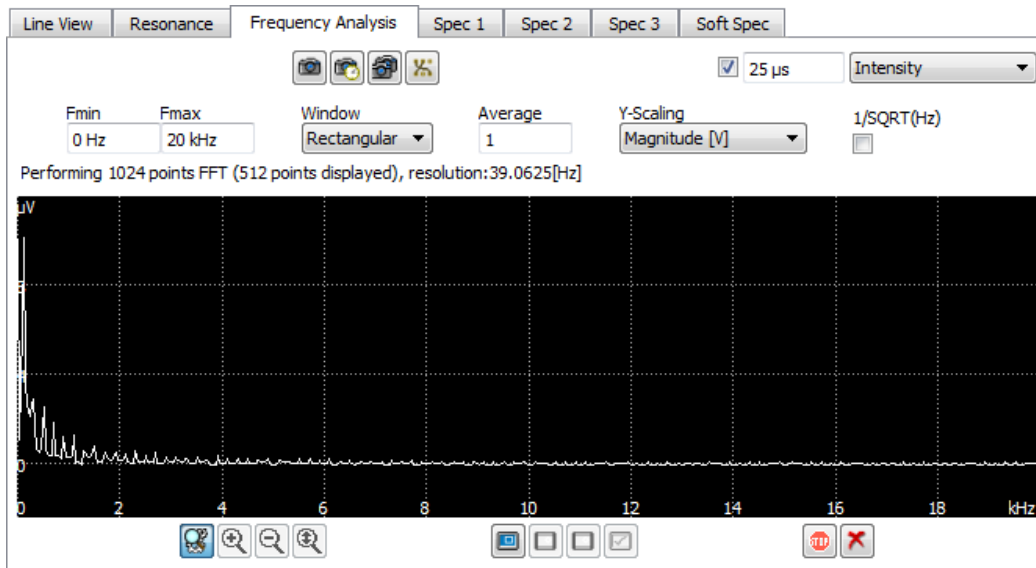 Line View Resonance Frequency Analysis Spec 1 Spec 2 Spec 3 Soft Spec
25 µs Intensity
Fmin Fmax Window Average Y-Scaling 1/SQRT(Hz)
0 Hz 20 kHz Rectangular 1 Magnitude [V]
Performing 1024 points FFT (512 points displayed), resolution:39.0625[Hz]
µV
0
0 2 4 6 8 10 12 14 16 18 kHz
STOP